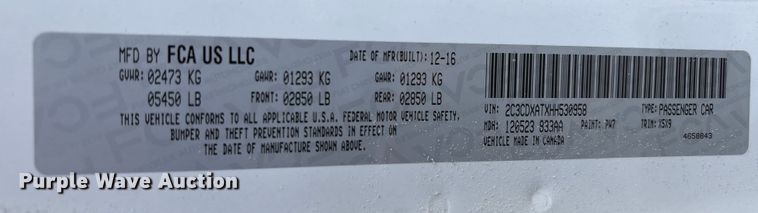 MFD BY FCA US LLC
DATE OF MFR(BUILT): 12-16
GVWR: 02473 KG GAWR: 01293 KG GAWR: 01293 KG
05450 LB FRONT: 02850 LB REAR: 02850 LB
THIS VEHICLE CONFORMS TO ALL APPLICABLE U.S.A. FEDERAL MOTOR VEHICLE SAFETY,
BUMPER AND THEFT PREVENTION STANDARDS IN EFFECT ON
THE DATE OF MANUFACTURE SHOWN ABOVE.
VIN: 2C3CDXATXHH530958 TYPE: PASSENGER CAR
MDH: 120523 833AA PAINT: PW7 TRIM: X5X9
VEHICLE MADE IN CANADA 4658843
Purple Wave Auction